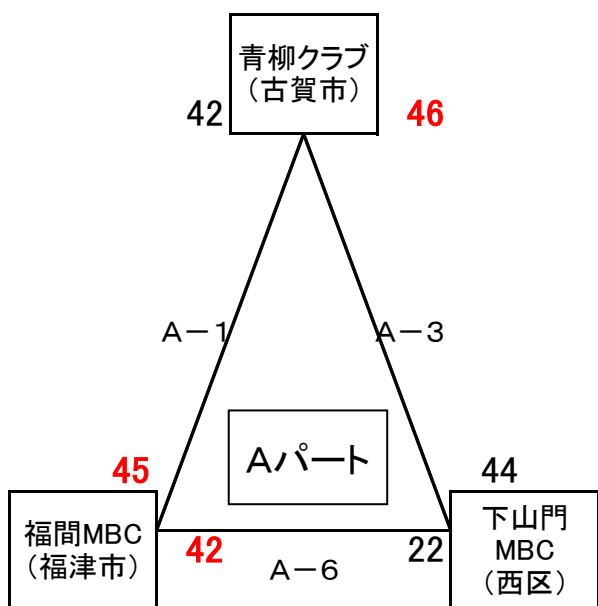 青柳クラブ
（古賀市）
42
46
A－1
A－3
Aパート
45
44
福間MBC
（福津市）
42
22
下山門
MBC
（西区）
A－6